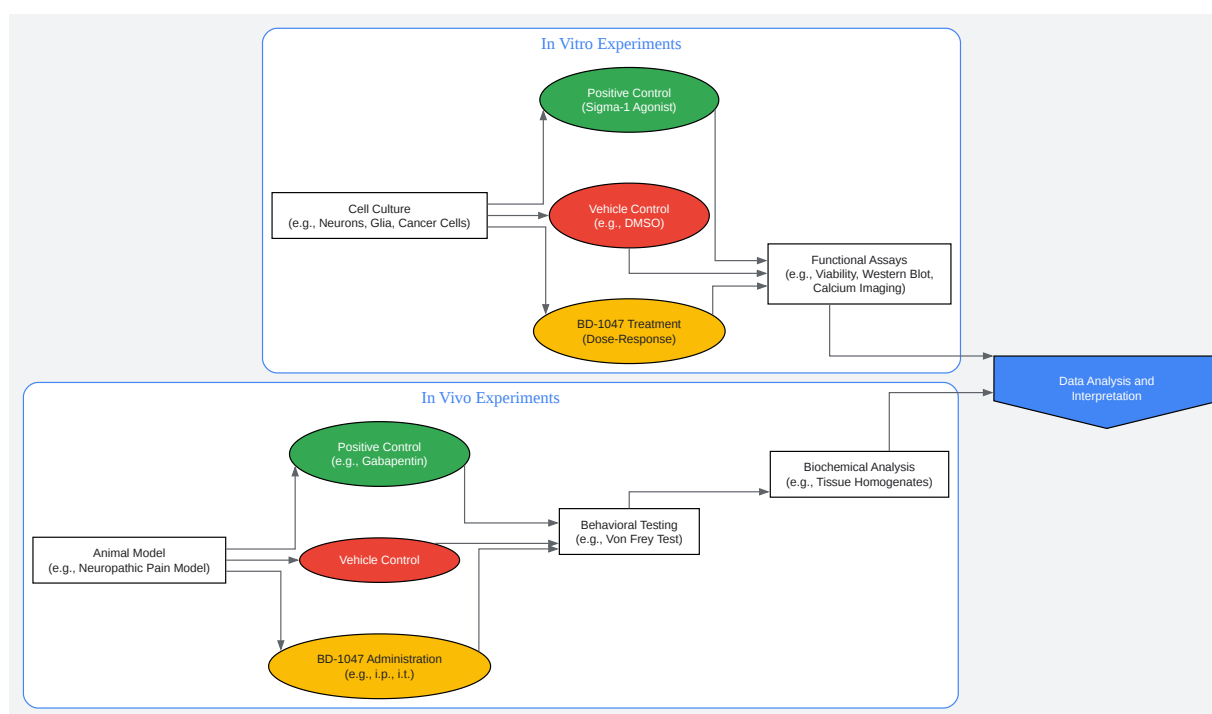 In Vitro Experiments
Positive Control
(Sigma-1 Agonist)
Cell Culture
(e.g., Neurons, Glia, Cancer Cells)
Vehicle Control
(e.g., DMSO)
Functional Assays
(e.g., Viability, Western Blot,
Calcium Imaging)
BD-1047 Treatment
(Dose-Response)
Data Analysis and
Interpretation
In Vivo Experiments
Positive Control
(e.g., Gabapentin)
Biochemical Analysis
(e.g., Tissue Homogenates)
Behavioral Testing
(e.g., Von Frey Test)
Animal Model
(e.g., Neuropathic Pain Model)
Vehicle Control
BD-1047 Administration
(e.g., i.p., i.t.)